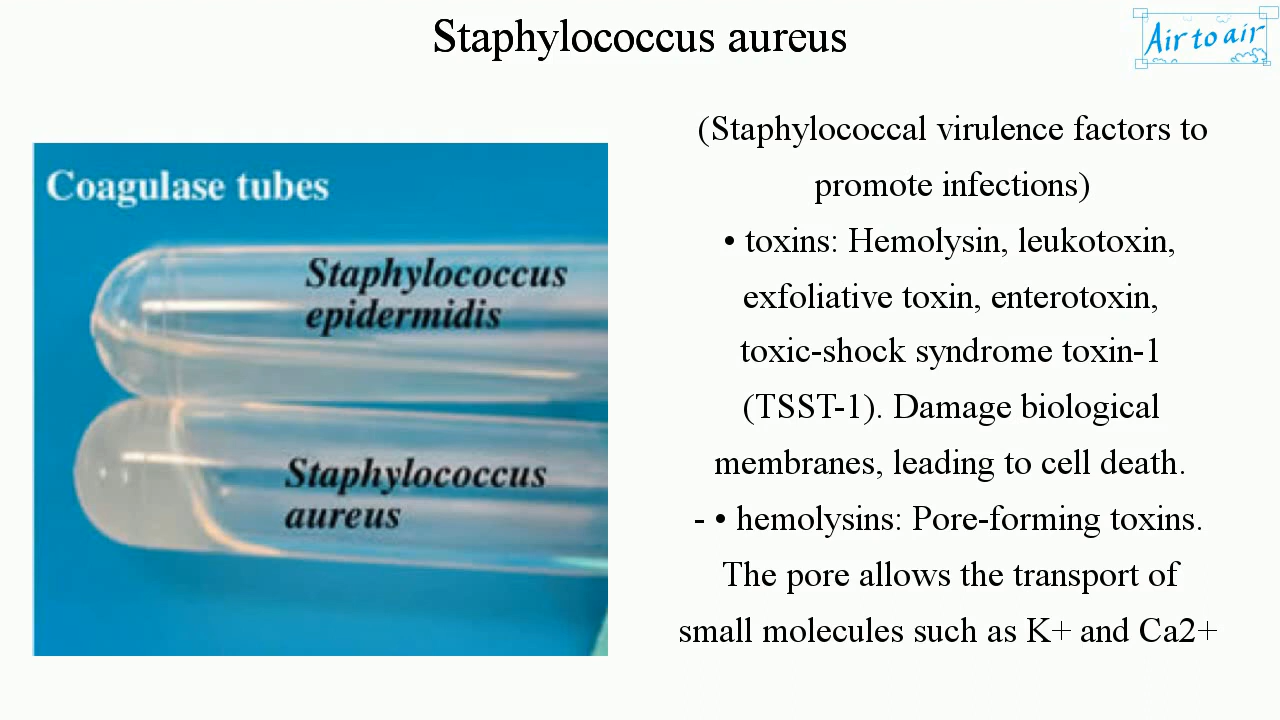 Staphylococcus aureus
Air to air
Coagulase tubes
Staphylococcus
epidermidis
Staphylococcus
aureus
(Staphylococcal virulence factors to
promote infections)
• toxins: Hemolysin, leukotoxin,
exfoliative toxin, enterotoxin,
toxic-shock syndrome toxin-1
(TSST-1). Damage biological
membranes, leading to cell death.
- • hemolysins: Pore-forming toxins.
The pore allows the transport of
small molecules such as K+ and Ca2+